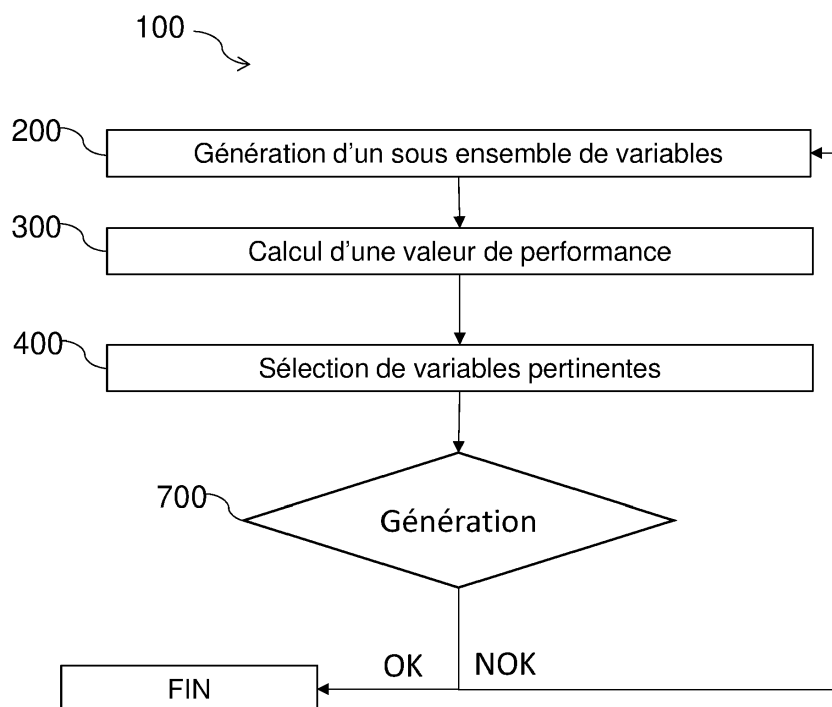 100
200
Génération d'un sous ensemble de variables
300
Calcul d'une valeur de performance
400
Sélection de variables pertinentes
700
Génération
OK
NOK
FIN